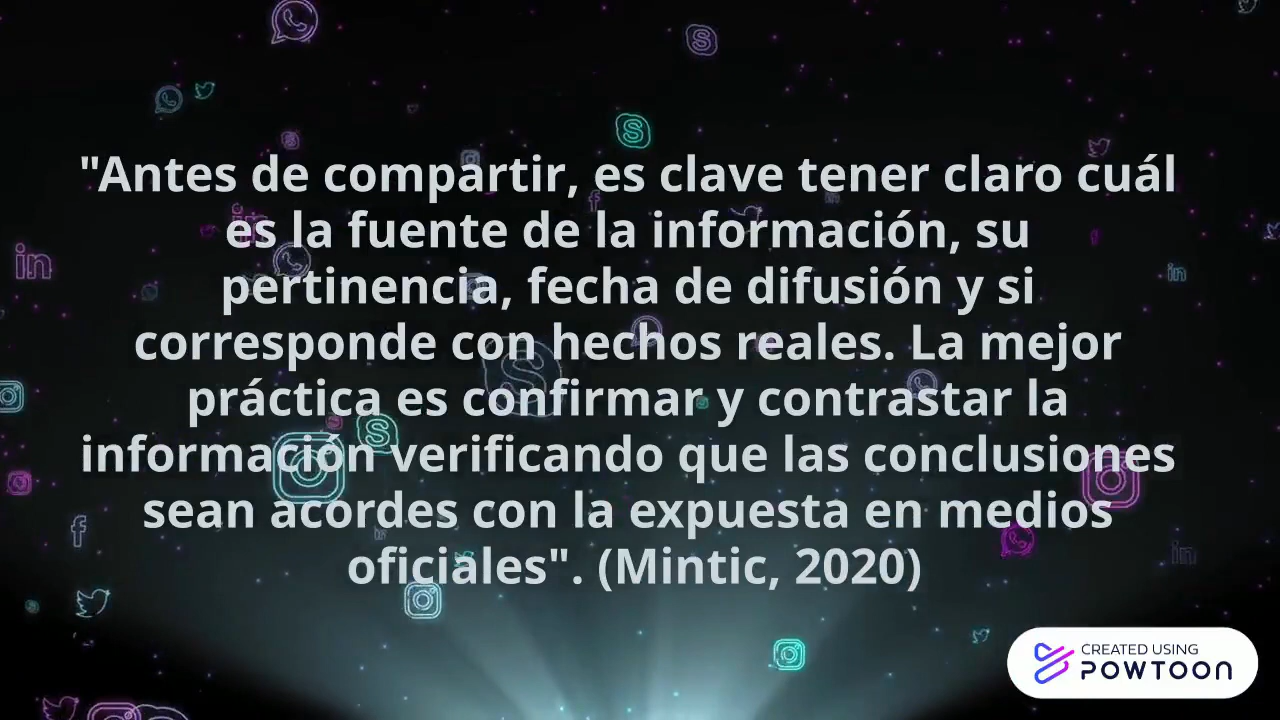 "Antes de compartir, es clave tener claro cuál
es la fuente de la información, su
pertinencia, fecha de difusión y si
corresponde con hechos reales. La mejor
práctica es confirmar y contrastar la
información verificando que las conclusiones
sean acordes con la expuesta en medios
oficiales". (Mintic, 2020)
CREATED USING
POWTOON